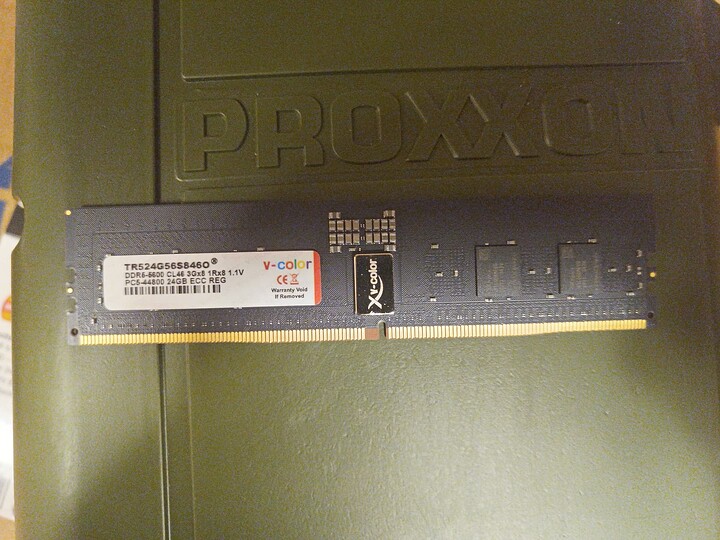 PROXXON
TR524G56S846O®
DDR5-5600 CL46 3Gx8 1Rx8 1.1V
PC5-44800 24GB ECC REG
v-color
CE
Warranty Void
If Removed
v-color